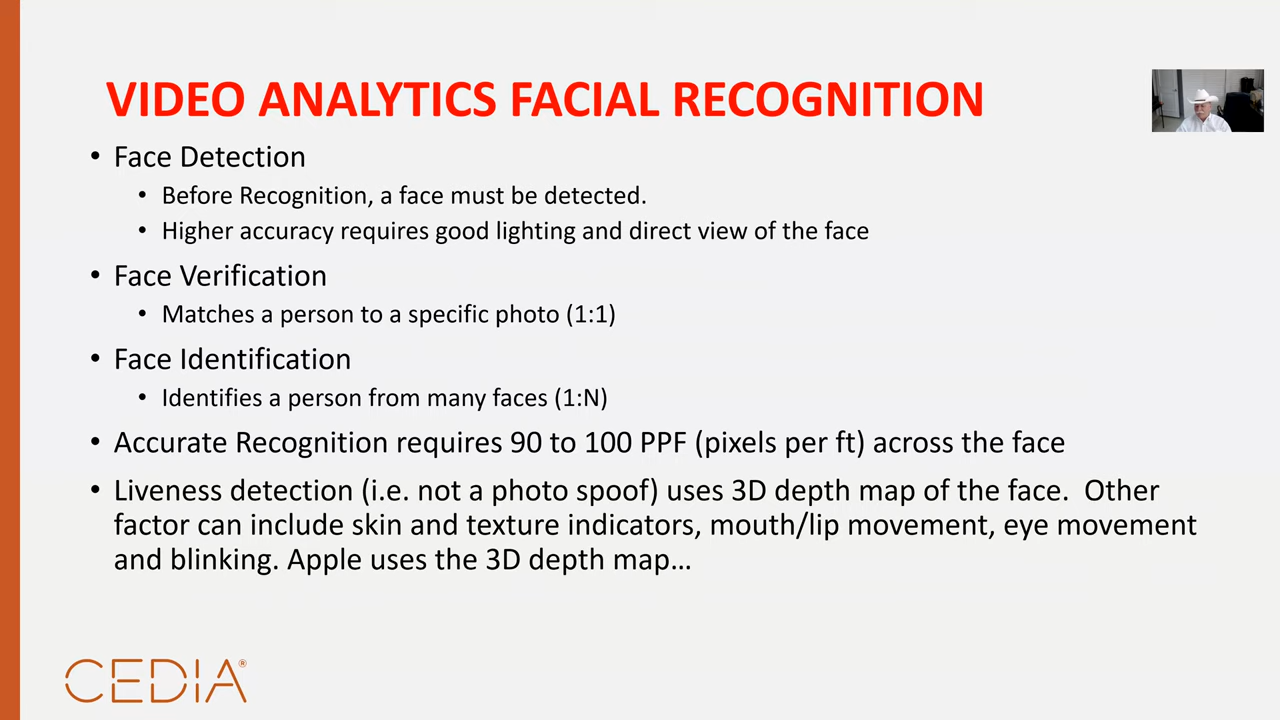 VIDEO ANALYTICS FACIAL RECOGNITION
• Face Detection
• Before Recognition, a face must be detected.
• Higher accuracy requires good lighting and direct view of the face
• Face Verification
• Matches a person to a specific photo (1:1)
• Face Identification
• Identifies a person from many faces (1:N)
• Accurate Recognition requires 90 to 100 PPF (pixels per ft) across the face
• Liveness detection (i.e. not a photo spoof) uses 3D depth map of the face.  Other
factor can include skin and texture indicators, mouth/lip movement, eye movement
and blinking. Apple uses the 3D depth map…
CEDIA®